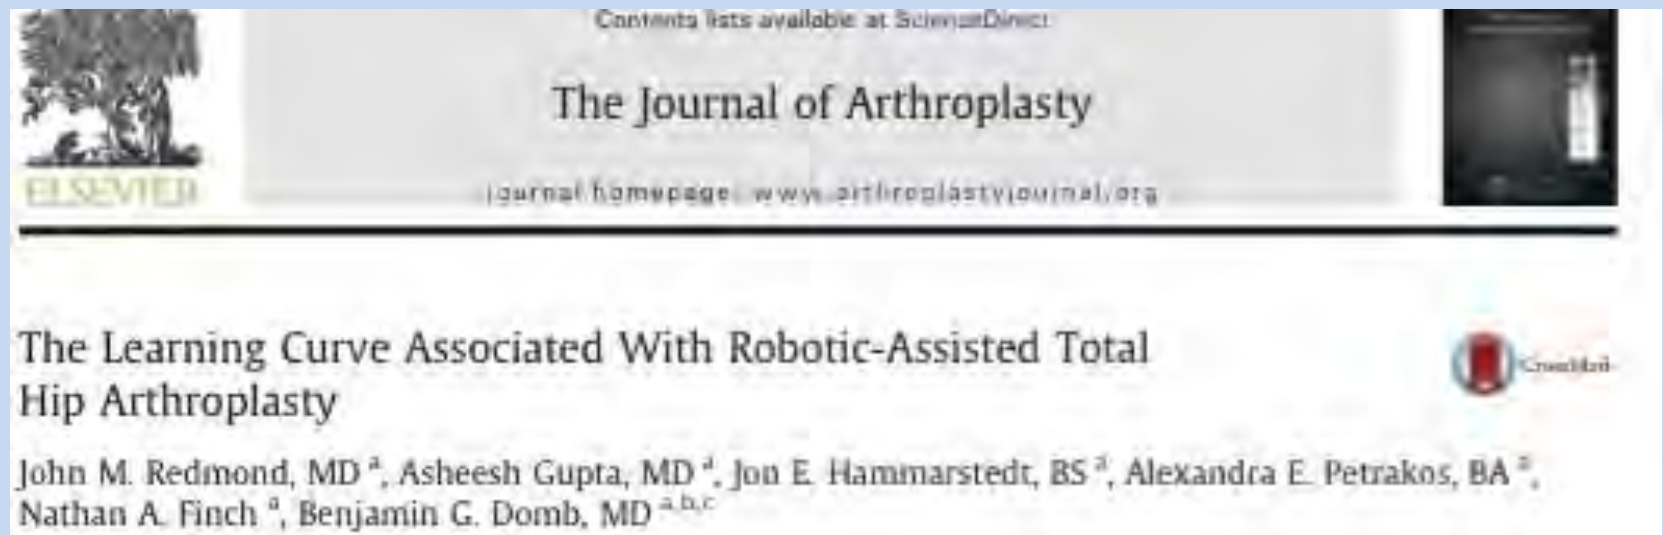 Contents lists available at ScienceDirect
The Journal of Arthroplasty
ELSEVIER
journal homepage: www.arthroplastyjournal.org
The Learning Curve Associated With Robotic-Assisted Total
Hip Arthroplasty
CrossMark
John M. Redmond, MD a, Asheesh Gupta, MD a, Jon E. Hammarstedt, BS a, Alexandra E. Petrakos, BA a,
Nathan A. Finch a, Benjamin G. Domb, MD a,b,c